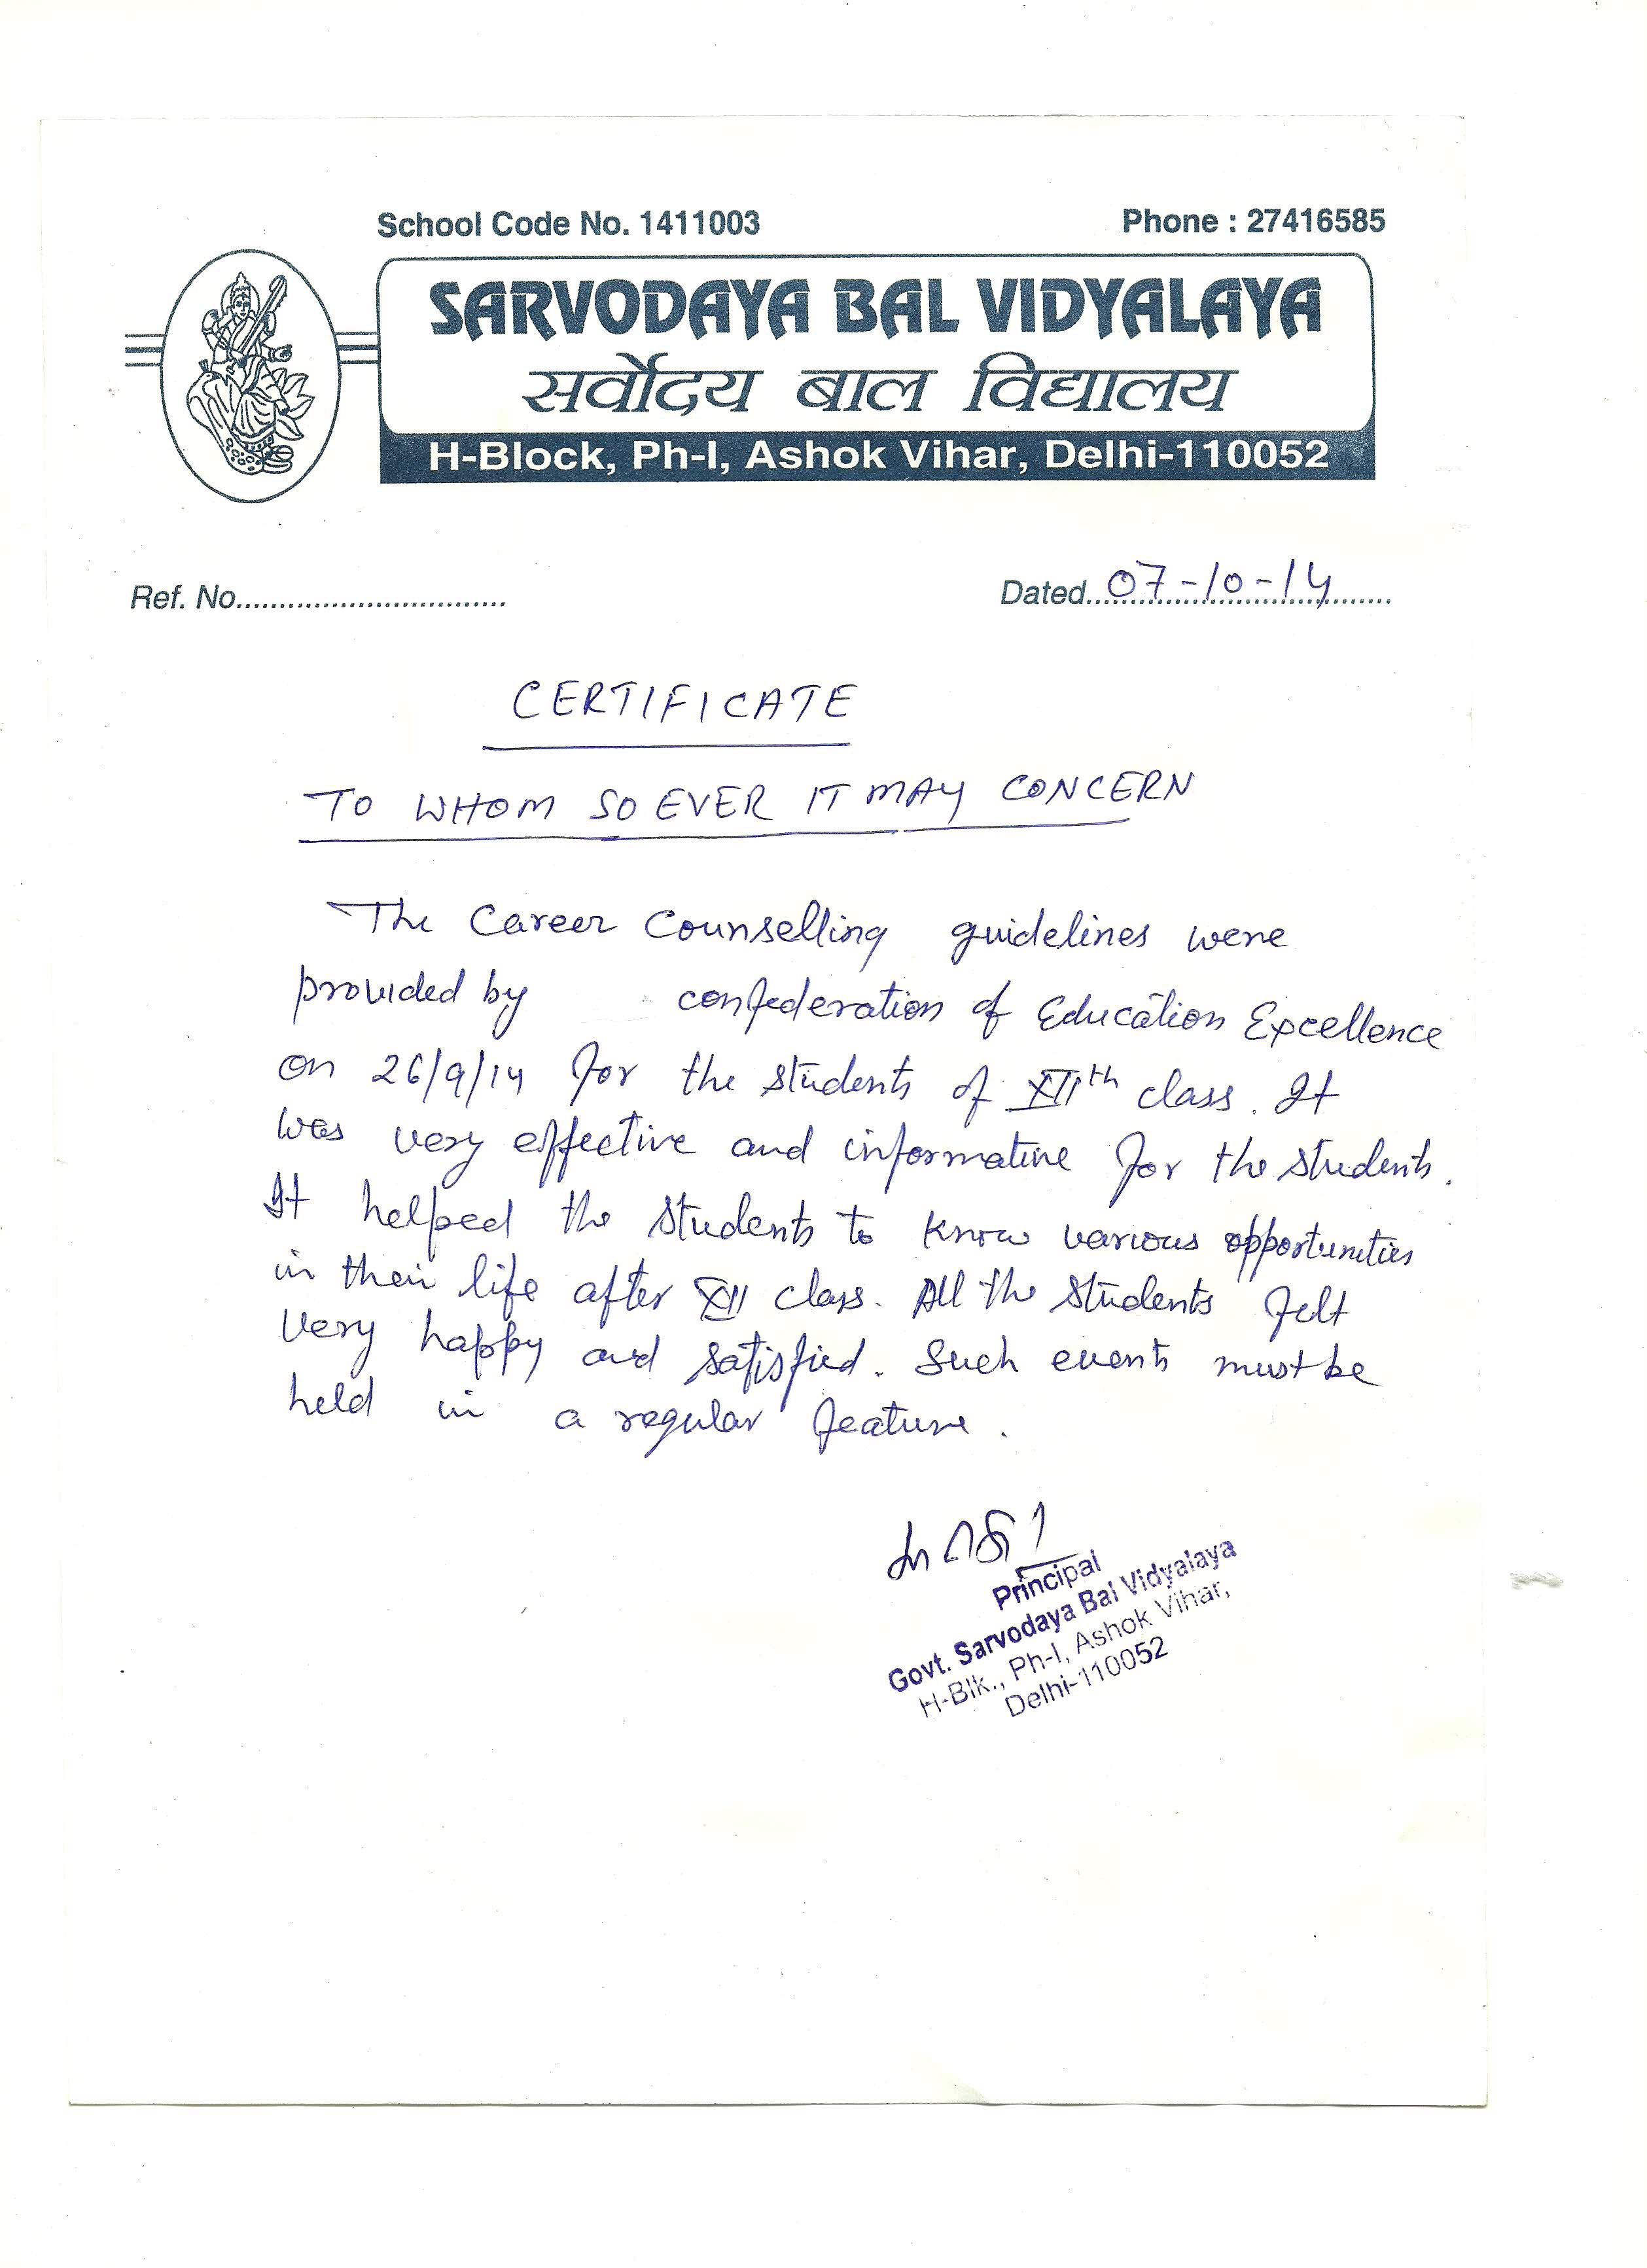 School Code No. 1411003 Phone : 27416585
SARVODAYA BAL VIDYALAYA
सर्वोदय बाल विद्यालय
H-Block, Ph-I, Ashok Vihar, Delhi-110052
Ref. No............................... Dated..07-10-14
CERTIFICATE
TO WHOM SO EVER IT MAY CONCERN
The Career Counselling guidelines were
provided by confederation of Education Excellence
on 26/9/14 for the students of XIIth class. It
was very effective and informative for the students.
It helped the students to know various opportunities
in their life after XII class. All the students felt
very happy and satisfied. Such events must be
held in a regular feature.
Principal
Govt. Sarvodaya Bal Vidyalaya
H-Blk., Ph-I, Ashok Vihar,
Delhi-110052